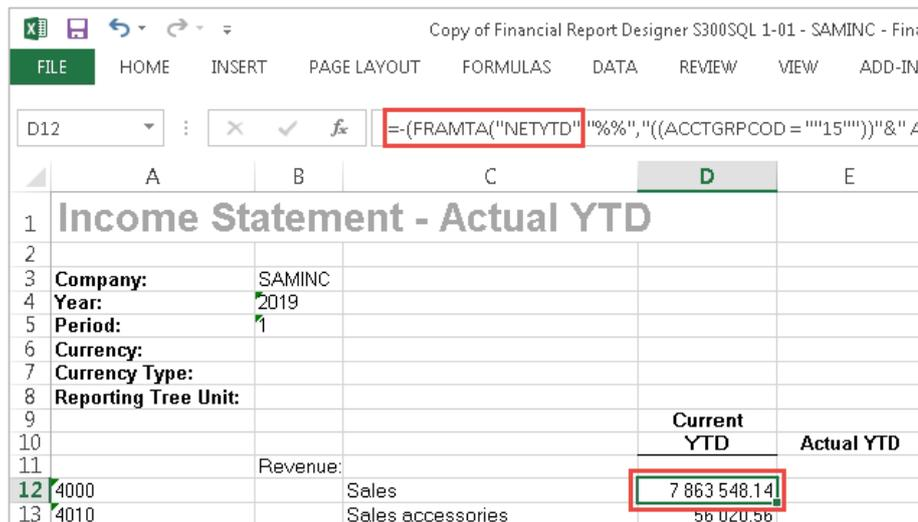 Copy of Financial Report Designer S300SQL 1-01 - SAMINC - Fina
FILE HOME INSERT PAGE LAYOUT FORMULAS DATA REVIEW VIEW ADD-IN
D12 fx =-(FRAMTA("NETYTD","%%","((ACCTGRPCOD = ""15""))"&" A
A B C D E
1 Income Statement - Actual YTD
2
3 Company: SAMINC
4 Year: 2019
5 Period: 1
6 Currency:
7 Currency Type:
8 Reporting Tree Unit:
9 Current
10 YTD Actual YTD
11 Revenue:
12 4000 Sales 7 863 548.14
13 4010 Sales accessories 56 020.56